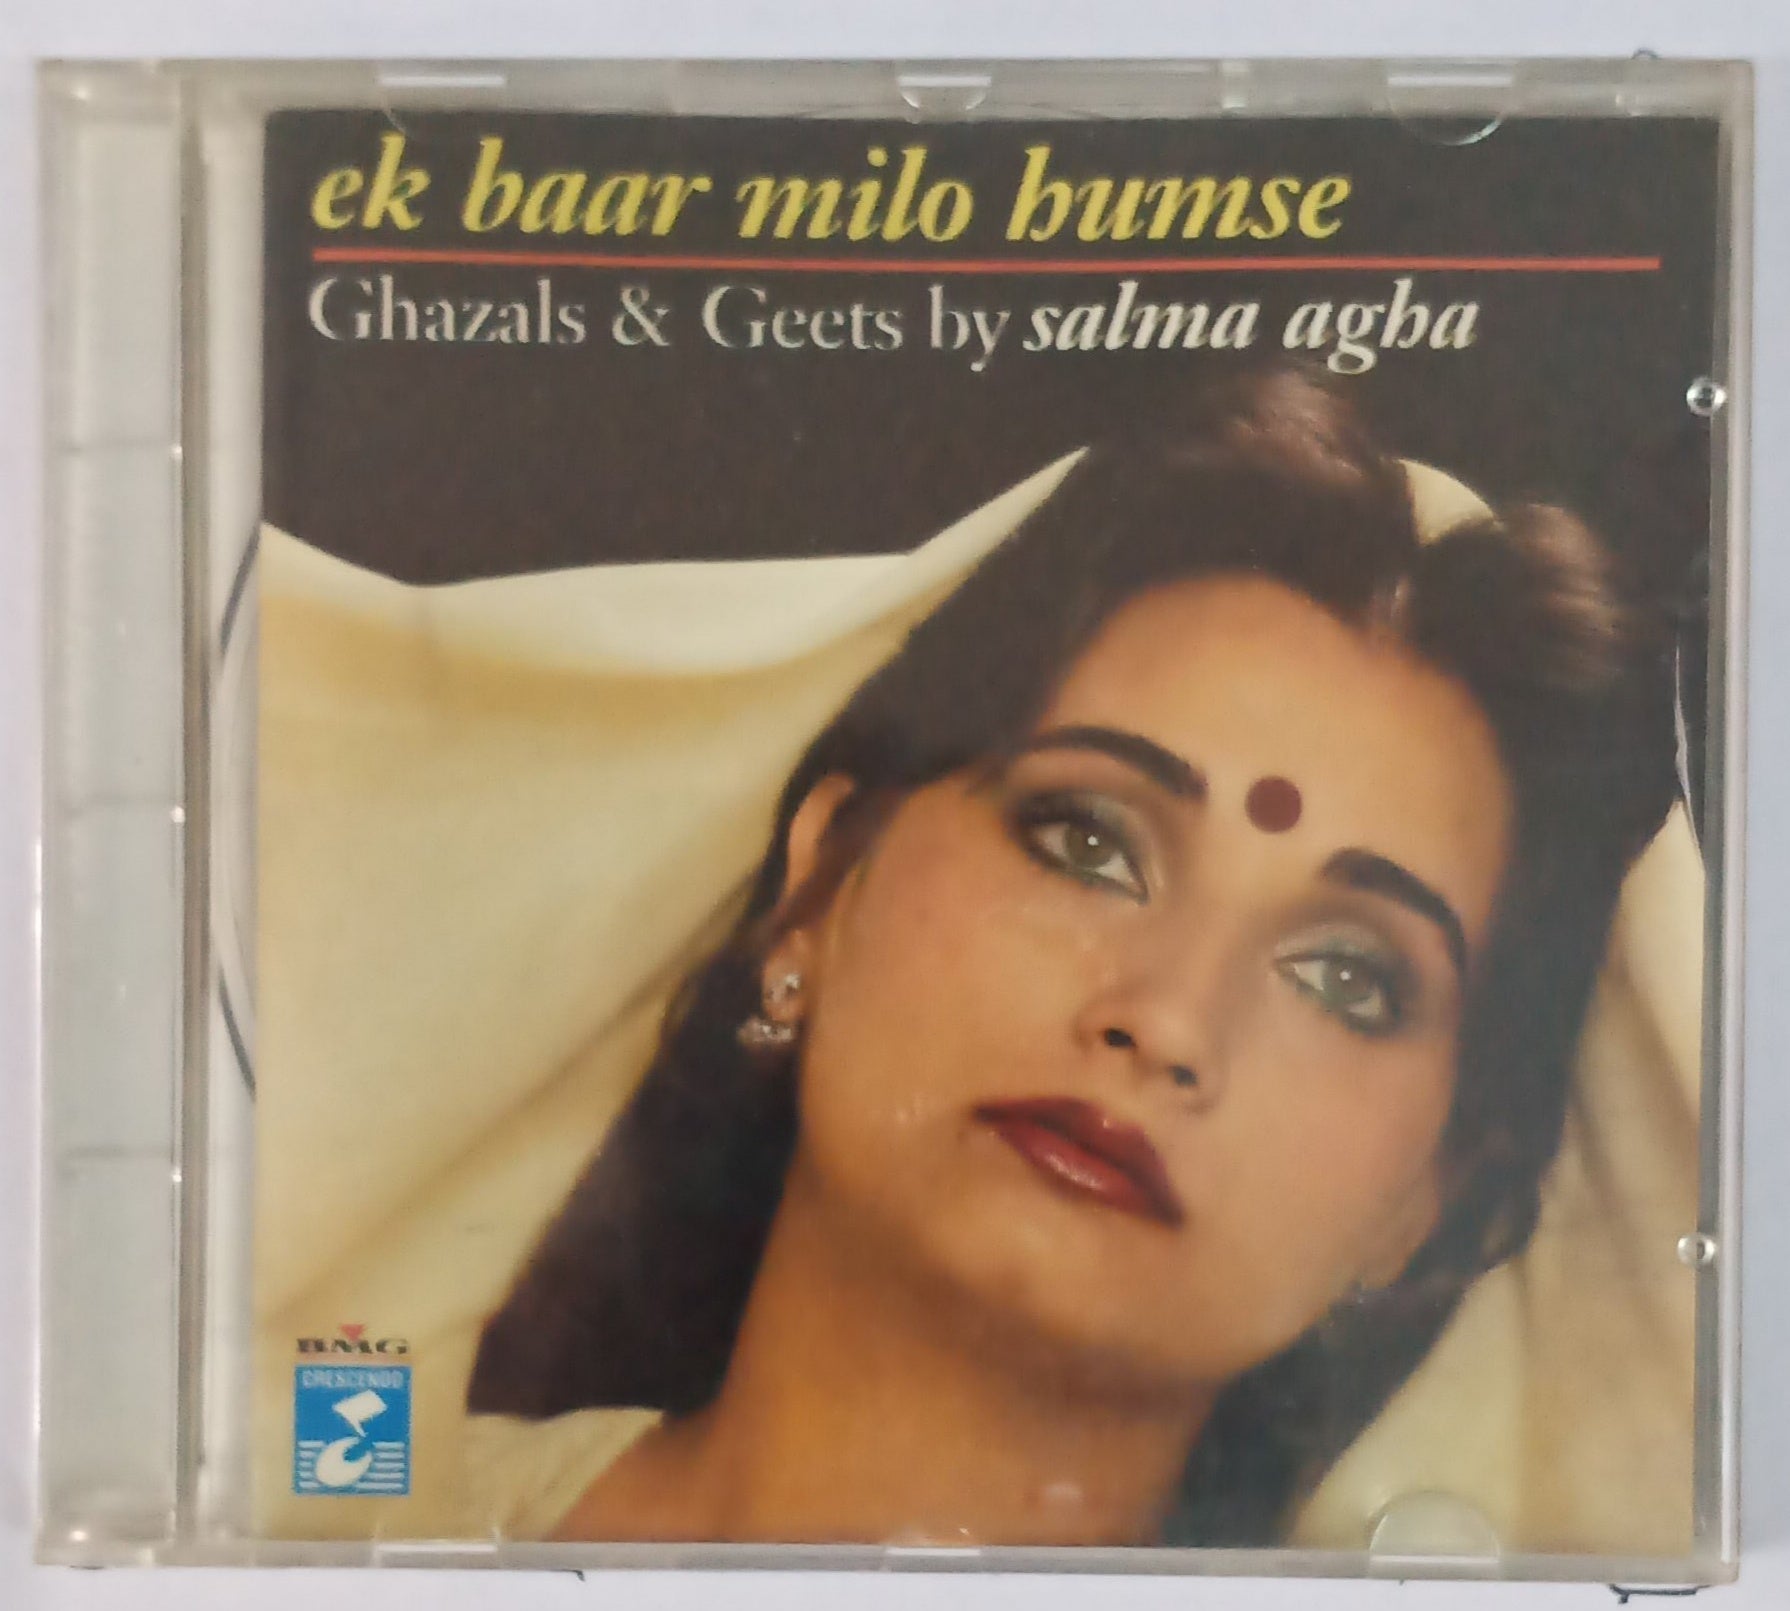 ek baar milo humse
Ghazals & Geets by salma agha
BMG
CRESCENDO